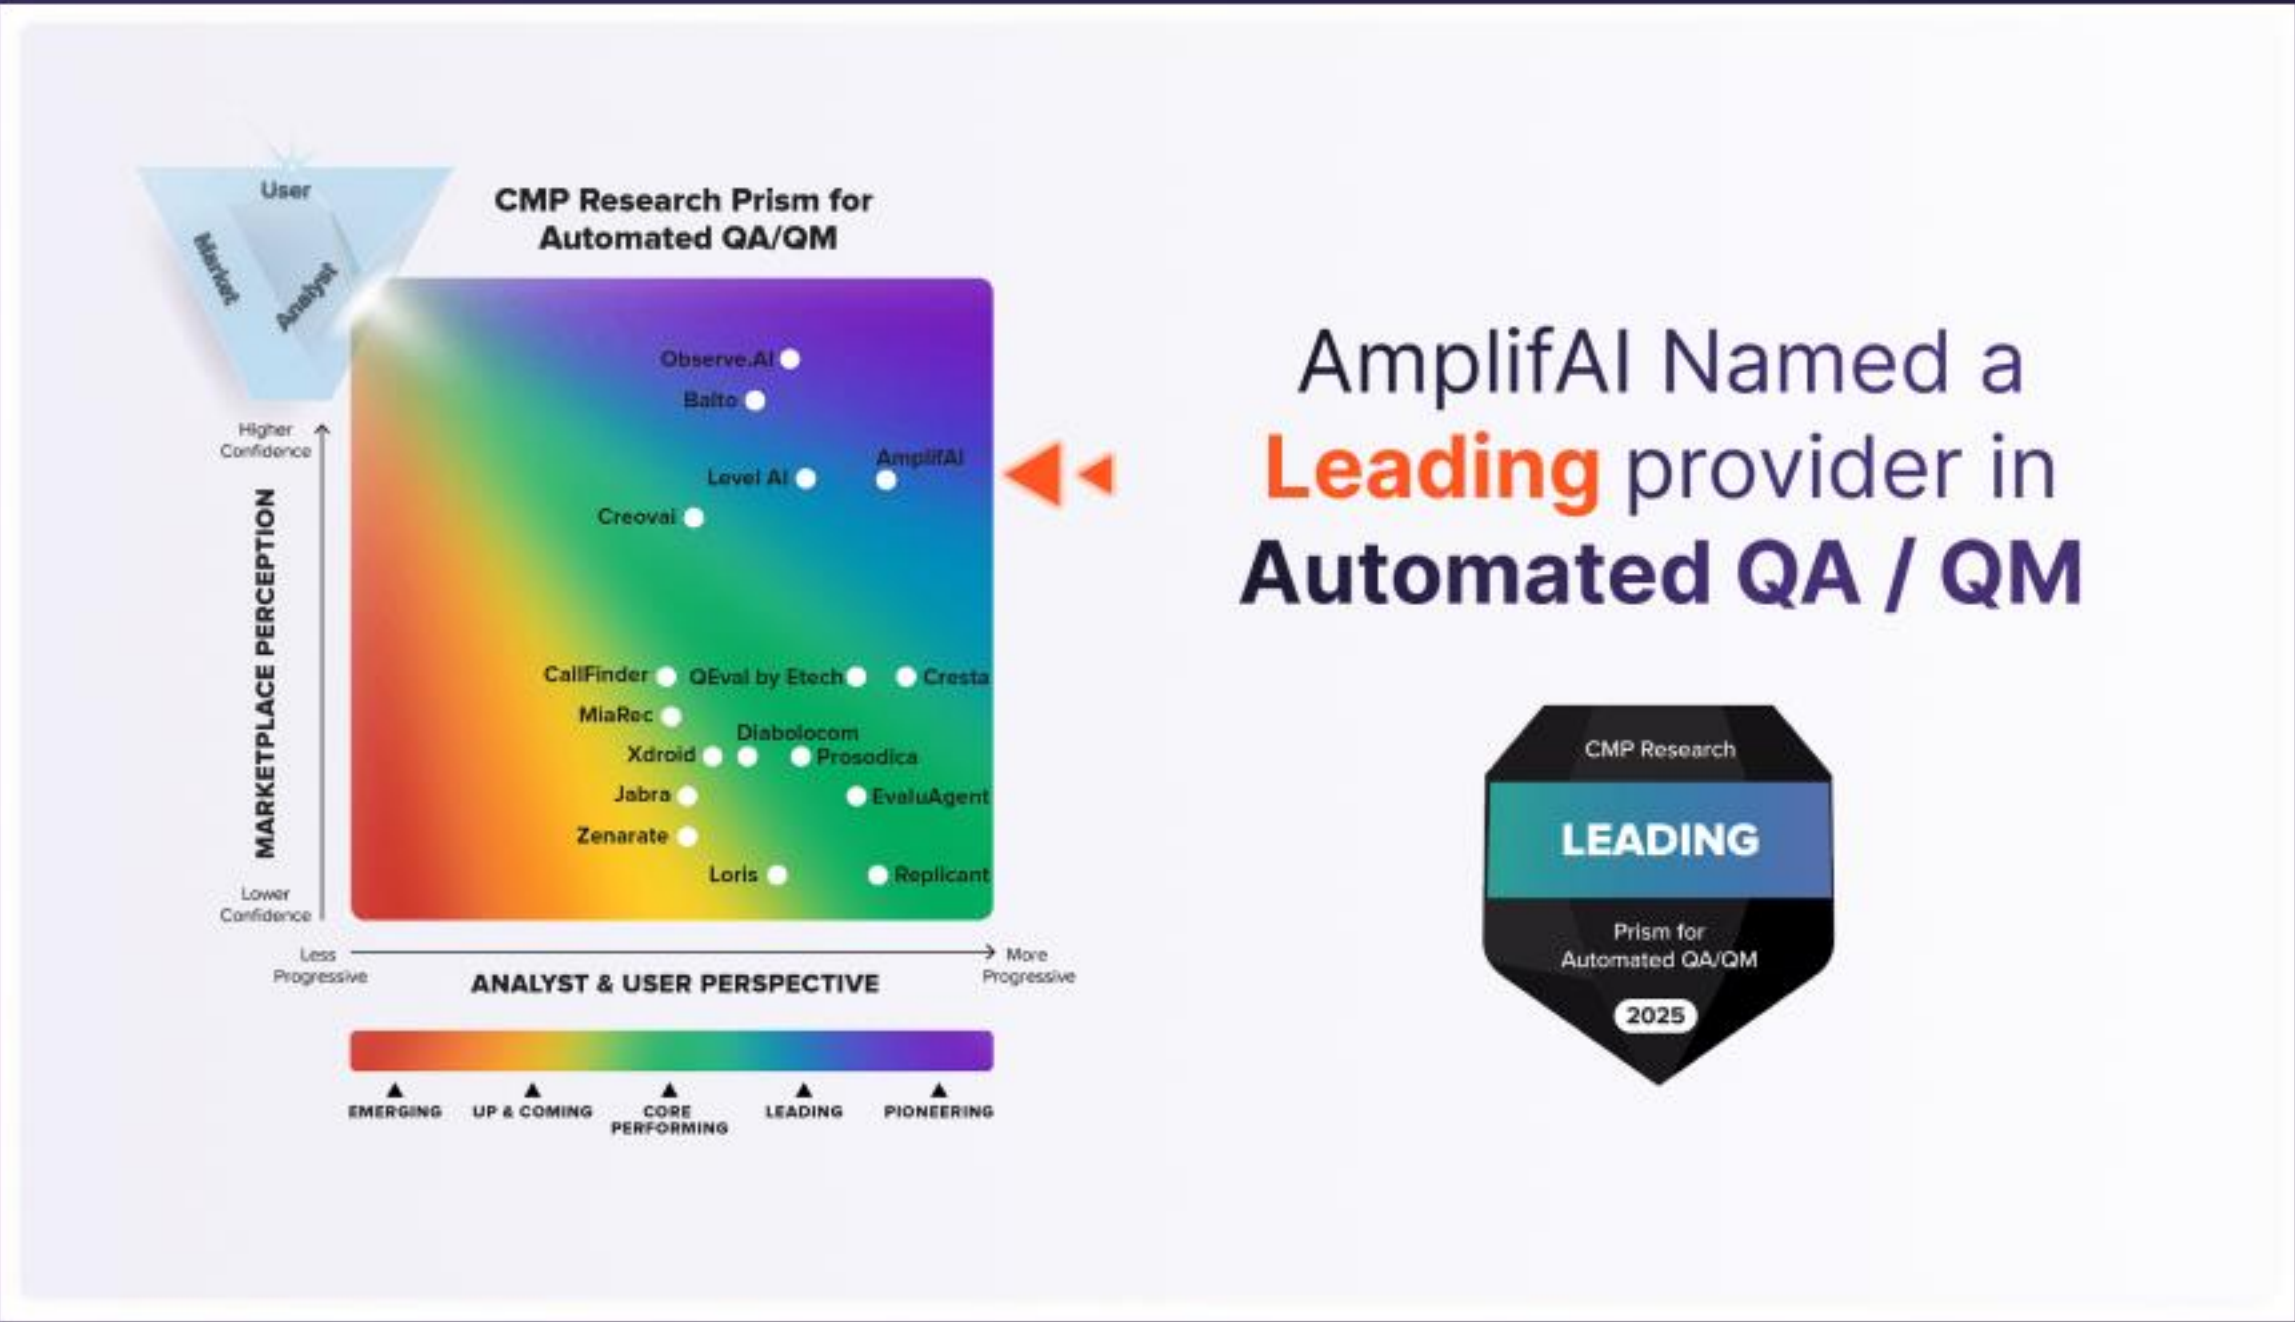 User
Market
Analyst
CMP Research Prism for
Automated QA/QM
Observe.AI
Balto
AmplifAI
Level AI
Creovai
CallFinder
QEval by Etech
Cresta
MiaRec
Diabolocom
Xdroid
Prosodica
Jabra
EvaluAgent
Zenarate
Loris
Replicant
Higher
Confidence
MARKETPLACE PERCEPTION
Lower
Confidence
Less
Progressive
ANALYST & USER PERSPECTIVE
More
Progressive
EMERGING
UP & COMING
CORE
PERFORMING
LEADING
PIONEERING
AmplifAI Named a
Leading provider in
Automated QA / QM
CMP Research
LEADING
Prism for
Automated QA/QM
2025